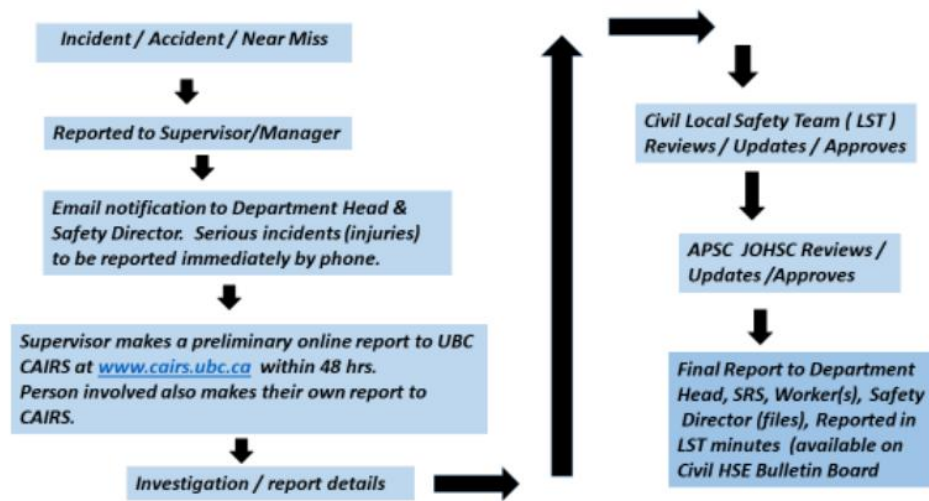 Incident / Accident / Near Miss
Reported to Supervisor/Manager
Email notification to Department Head &
Safety Director. Serious incidents (injuries)
to be reported immediately by phone.
Supervisor makes a preliminary online report to UBC
CAIRS at www.cairs.ubc.ca within 48 hrs.
Person involved also makes their own report to
CAIRS.
Investigation / report details
Civil Local Safety Team ( LST )
Reviews / Updates / Approves
APSC JOHSC Reviews /
Updates /Approves
Final Report to Department
Head, SRS, Worker(s), Safety
Director (files), Reported in
LST minutes (available on
Civil HSE Bulletin Board